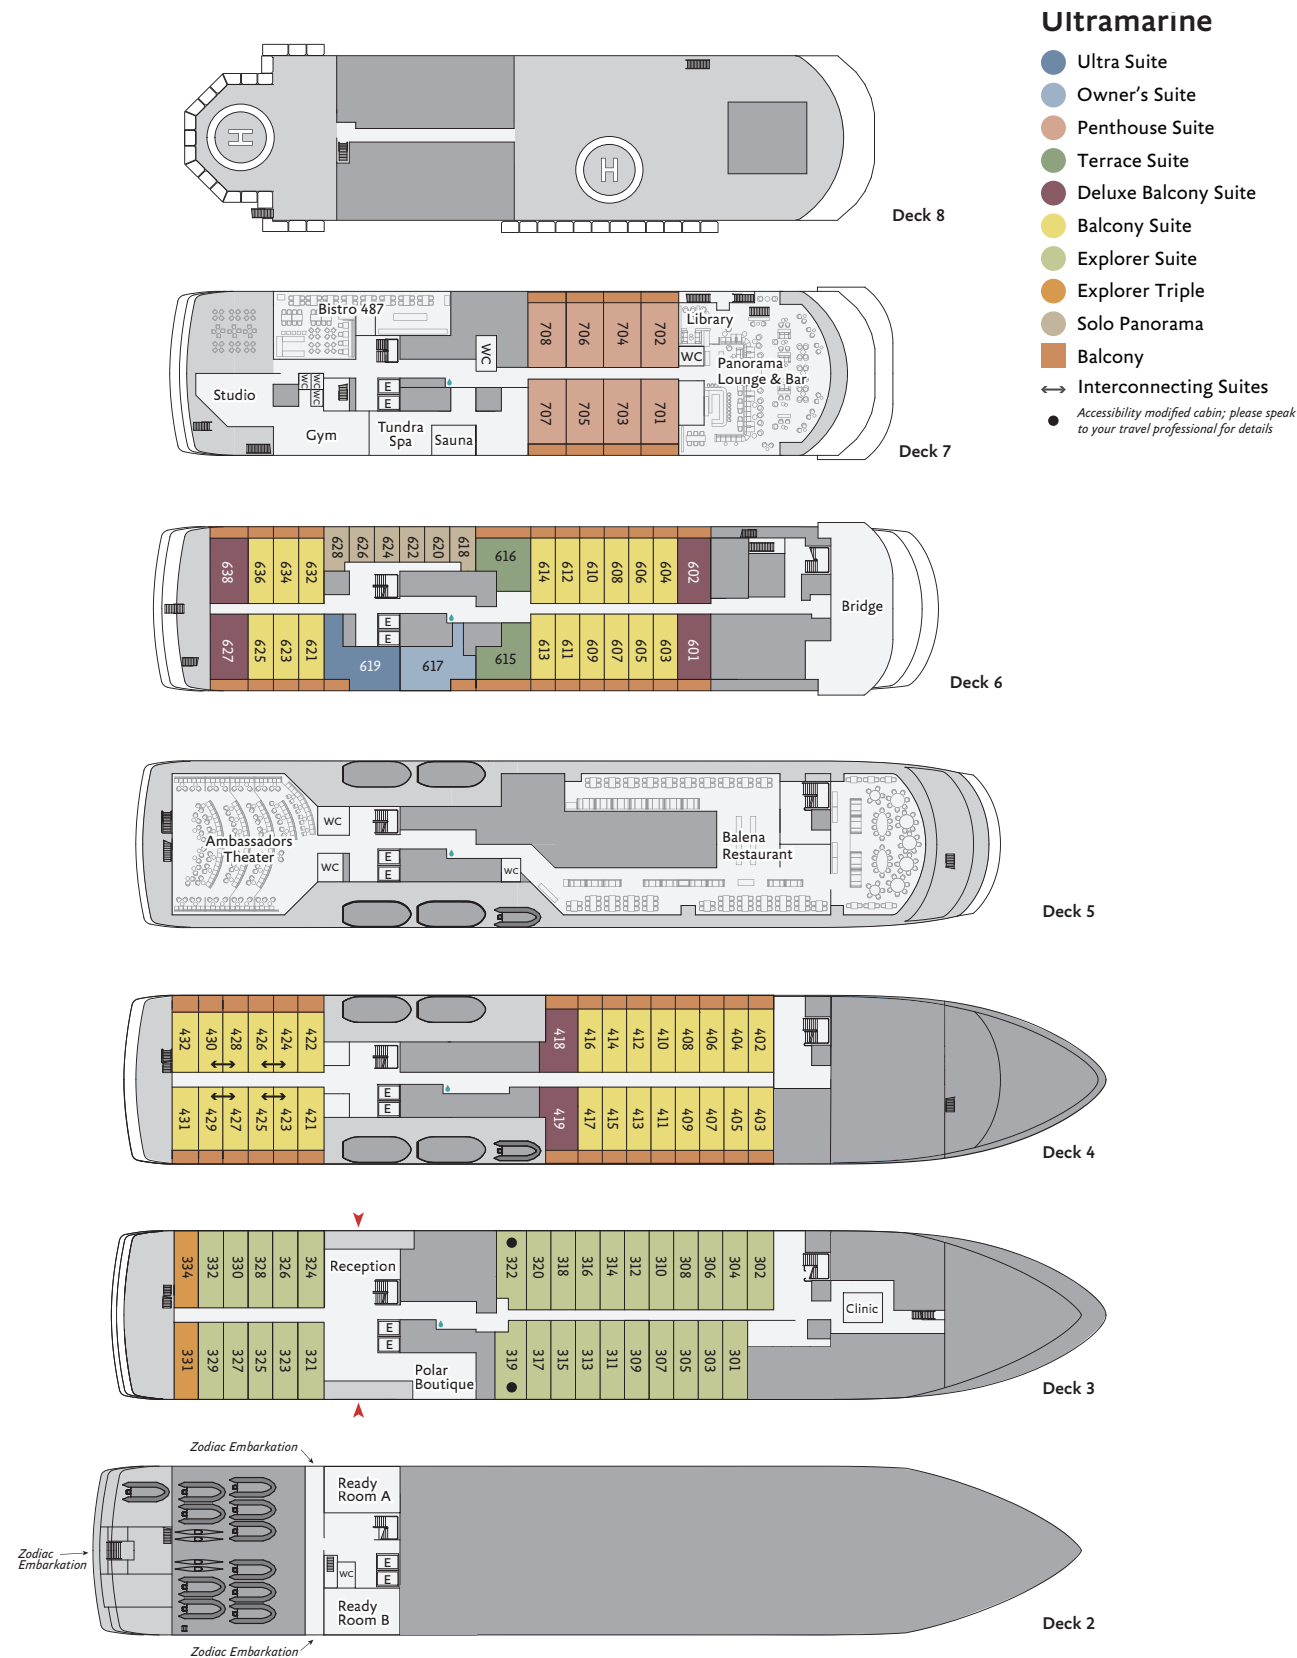 Ultramarine
Ultra Suite
Owner's Suite
Penthouse Suite
Terrace Suite
Deluxe Balcony Suite
Balcony Suite
Explorer Suite
Explorer Triple
Solo Panorama
Balcony
Interconnecting Suites
Accessibility modified cabin; please speak
to your travel professional for details
H
H
Deck 8
Bistro 487
708 706 704 702
Library
WC
WC
Panorama
Lounge & Bar
Studio
WC
WC
WC
E
E
Gym
Tundra
Spa
Sauna
707 705 703 701
Deck 7
638 636 634 632 628 626 624 622 620 618 616 614 612 610 608 606 604 602
E
E
Bridge
627 625 623 621 619 617 615 613 611 609 607 605 603 601
Deck 6
Ambassadors
Theater
WC
WC
E
E
WC
Balena
Restaurant
Deck 5
432 430 428 426 424 422 418 416 414 412 410 408 406 404 402
E
E
431 429 427 425 423 421 419 417 415 413 411 409 407 405 403
Deck 4
334 332 330 328 326 324
Reception
322 320 318 316 314 312 310 308 306 304 302
Clinic
E
E
331 329 327 325 323 321
Polar
Boutique
319 317 315 313 311 309 307 305 303 301
Deck 3
Zodiac Embarkation
Ready
Room A
Zodiac
Embarkation
E
E
WC
Ready
Room B
Deck 2
Zodiac Embarkation